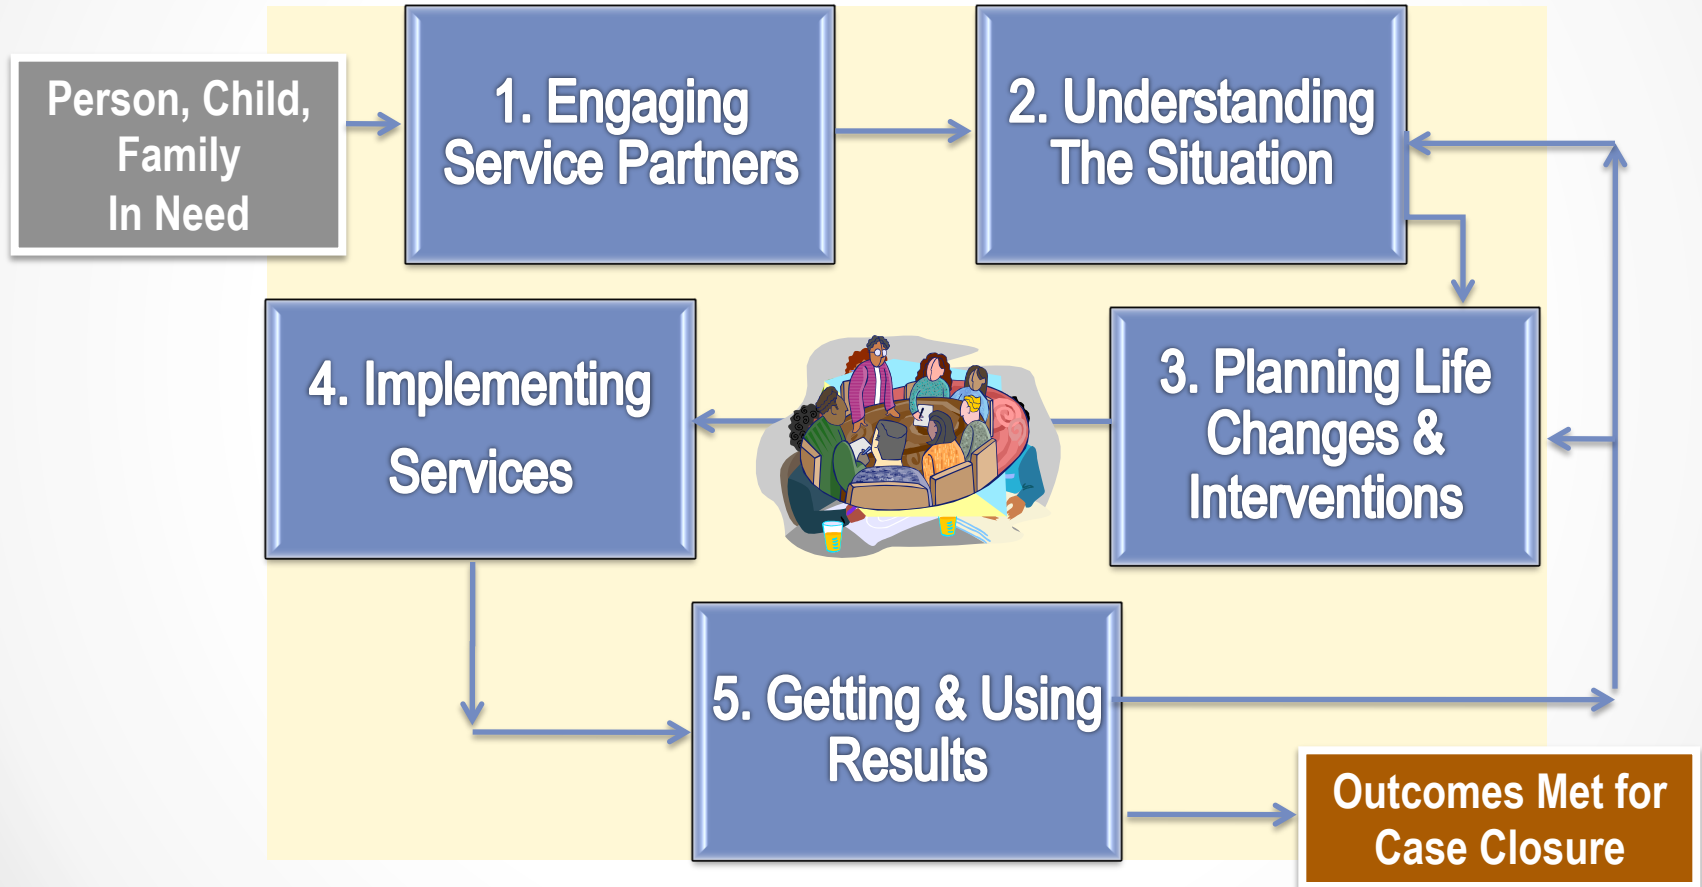 Person, Child,
Family
In Need
1. Engaging
Service Partners
2. Understanding
The Situation
3. Planning Life
Changes &
Interventions
4. Implementing
Services
5. Getting & Using
Results
Outcomes Met for
Case Closure